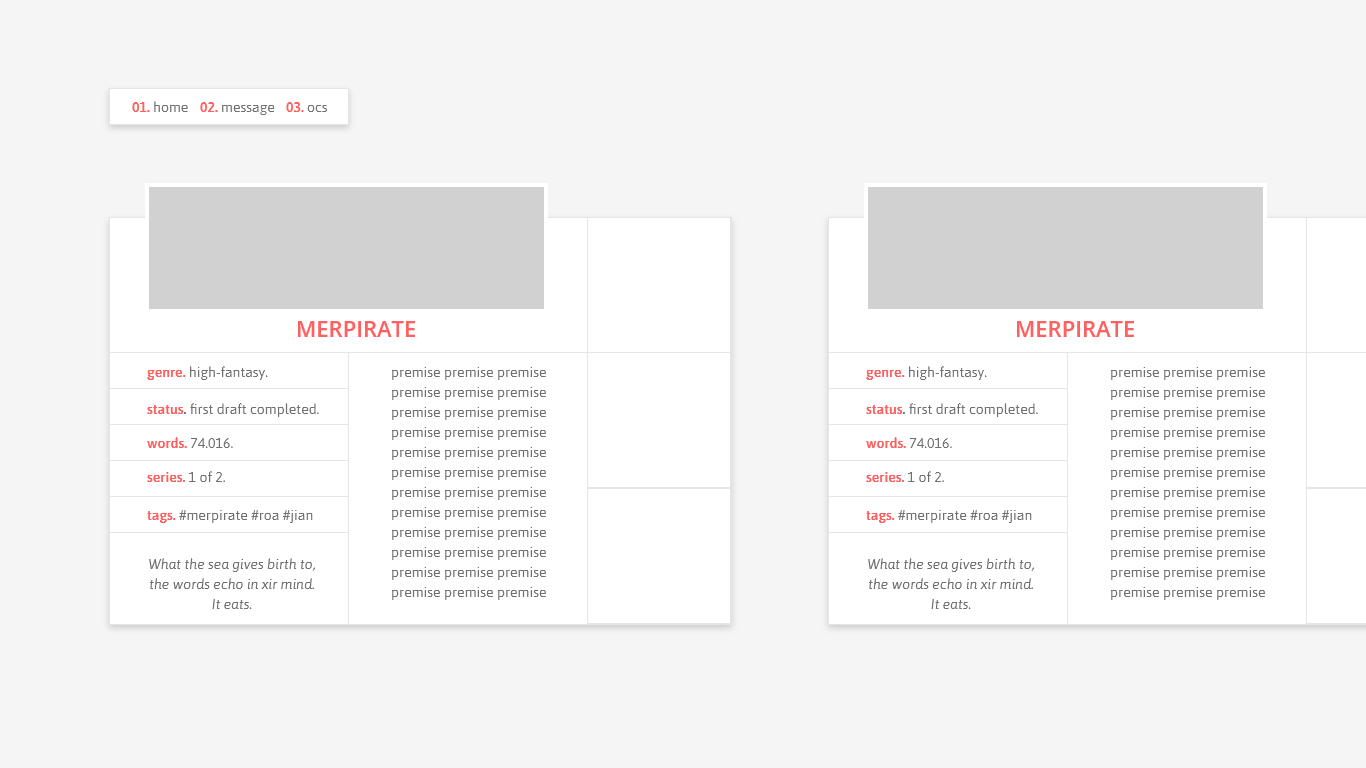 01. home 02. message 03. ocs
MERPIRATE
genre. high-fantasy.
status. first draft completed.
words. 74.016.
series. 1 of 2.
tags. #merpirate #roa #jian
What the sea gives birth to,
the words echo in xir mind.
It eats.
premise premise premise
premise premise premise
premise premise premise
premise premise premise
premise premise premise
premise premise premise
premise premise premise
premise premise premise
premise premise premise
premise premise premise
premise premise premise
premise premise premise
MERPIRATE
genre. high-fantasy.
status. first draft completed.
words. 74.016.
series. 1 of 2.
tags. #merpirate #roa #jian
What the sea gives birth to,
the words echo in xir mind.
It eats.
premise premise premise
premise premise premise
premise premise premise
premise premise premise
premise premise premise
premise premise premise
premise premise premise
premise premise premise
premise premise premise
premise premise premise
premise premise premise
premise premise premise